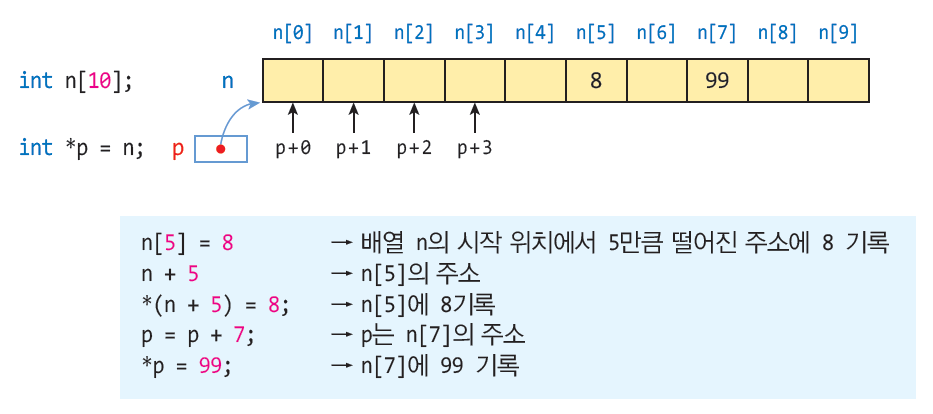 n[0] n[1] n[2] n[3] n[4] n[5] n[6] n[7] n[8] n[9]
int n[10]; n 8 99
int *p = n; p p+0 p+1 p+2 p+3
n[5] = 8 → 배열 n의 시작 위치에서 5만큼 떨어진 주소에 8 기록
n + 5 → n[5]의 주소
*(n + 5) = 8; → n[5]에 8기록
p = p + 7; → p는 n[7]의 주소
*p = 99; → n[7]에 99 기록